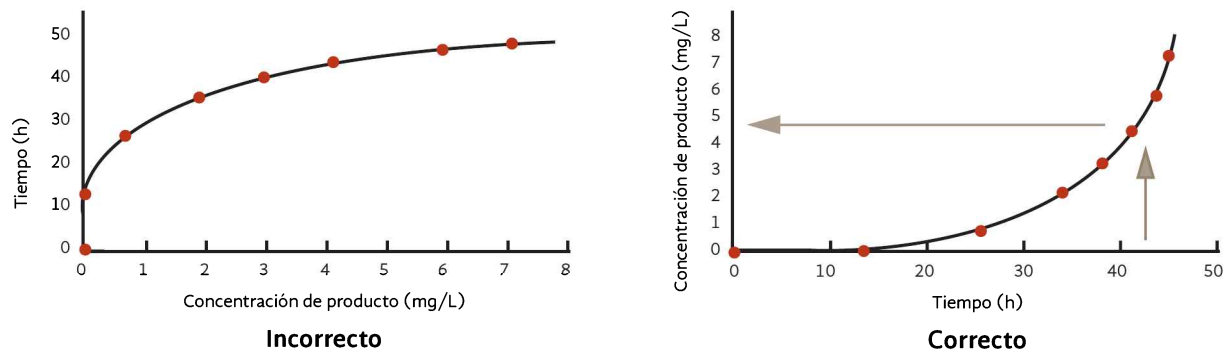 Tiempo (h)
50
40
30
20
10
0
0 1 2 3 4 5 6 7 8
Concentración de producto (mg/L)
Incorrecto
Concentración de producto (mg/L)
8
7
6
5
4
3
2
1
0
0 10 20 30 40 50
Tiempo (h)
Correcto